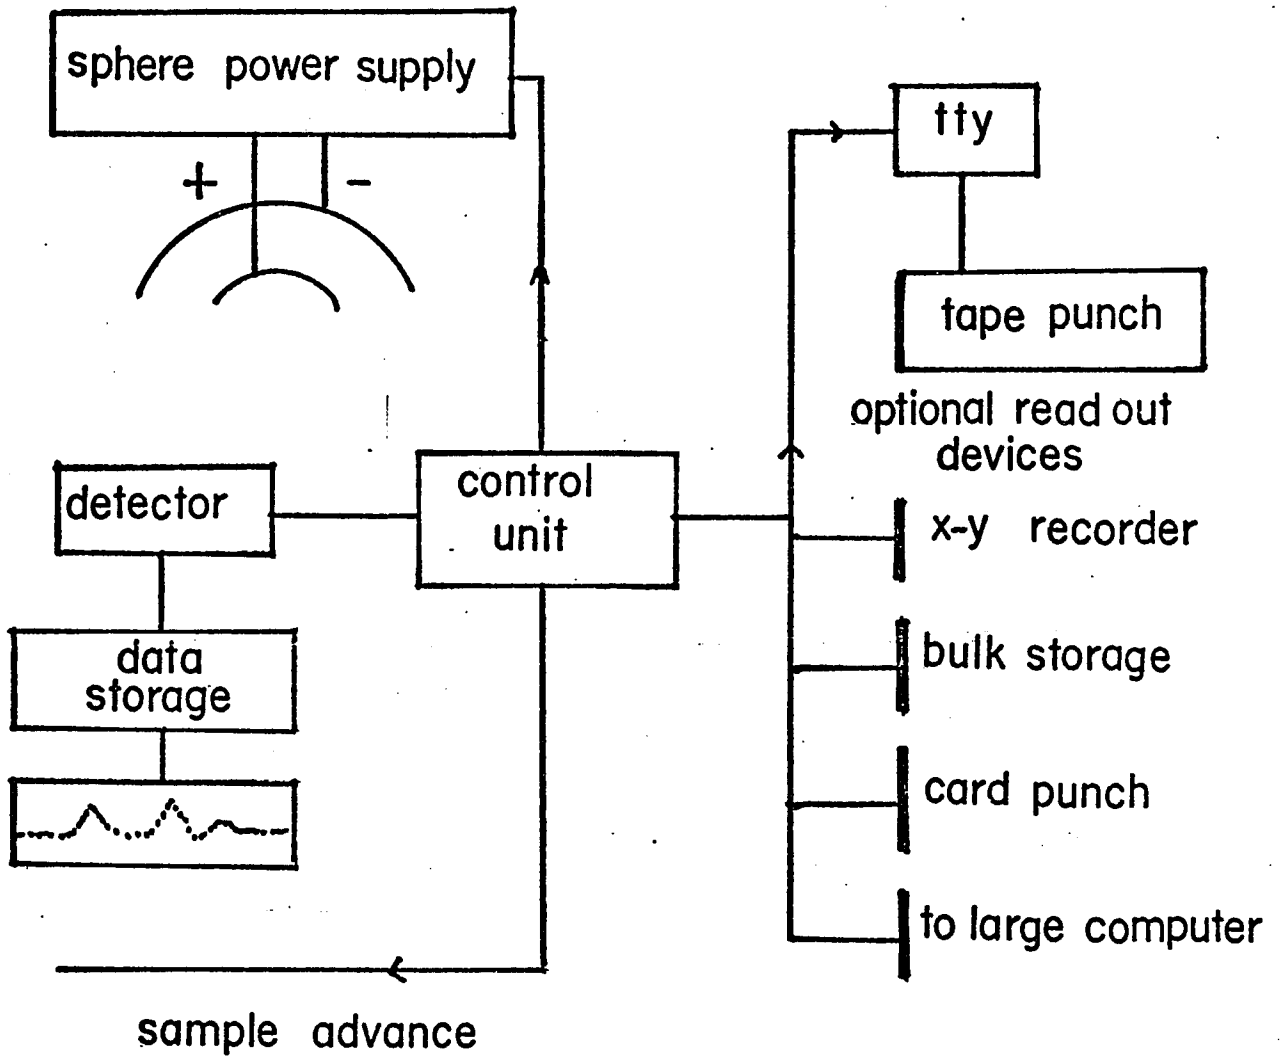 sphere power supply
+ -
tty
tape punch
optional read out
devices
detector
control
unit
x-y recorder
data
storage
bulk storage
card punch
to large computer
sample advance